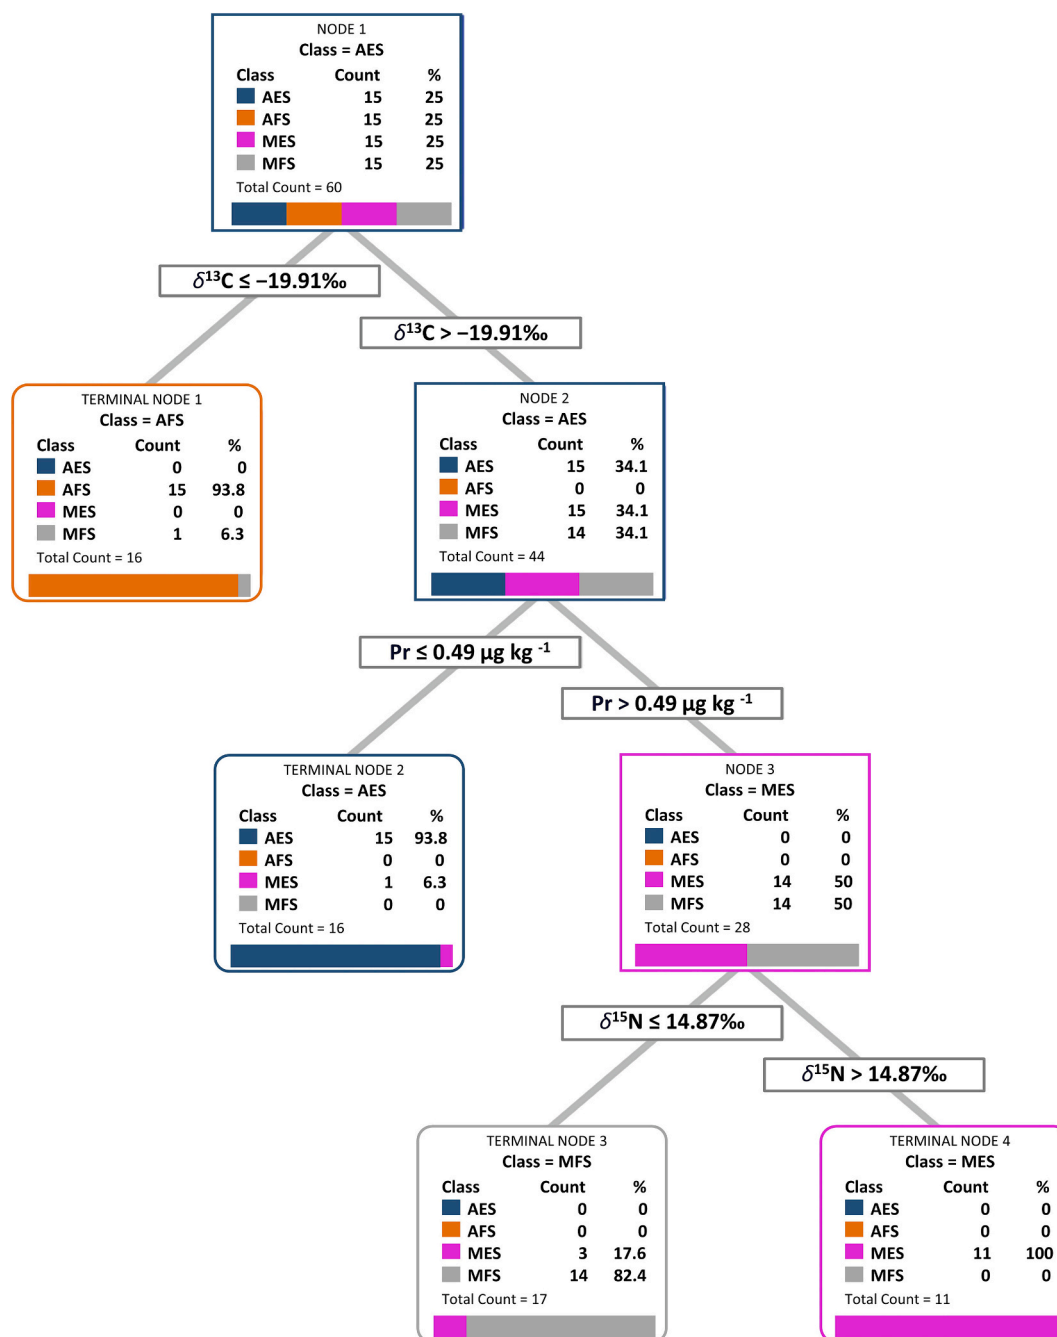 NODE 1
Class = AES
Class Count %
AES 15 25
AFS 15 25
MES 15 25
MFS 15 25
Total Count = 60
δ¹³C ≤ −19.91‰
δ¹³C > −19.91‰
TERMINAL NODE 1
Class = AFS
Class Count %
AES 0 0
AFS 15 93.8
MES 0 0
MFS 1 6.3
Total Count = 16
NODE 2
Class = AES
Class Count %
AES 15 34.1
AFS 0 0
MES 15 34.1
MFS 14 34.1
Total Count = 44
Pr ≤ 0.49 µg kg ⁻¹
Pr > 0.49 µg kg ⁻¹
TERMINAL NODE 2
Class = AES
Class Count %
AES 15 93.8
AFS 0 0
MES 1 6.3
MFS 0 0
Total Count = 16
NODE 3
Class = MES
Class Count %
AES 0 0
AFS 0 0
MES 14 50
MFS 14 50
Total Count = 28
δ¹⁵N ≤ 14.87‰
δ¹⁵N > 14.87‰
TERMINAL NODE 3
Class = MFS
Class Count %
AES 0 0
AFS 0 0
MES 3 17.6
MFS 14 82.4
Total Count = 17
TERMINAL NODE 4
Class = MES
Class Count %
AES 0 0
AFS 0 0
MES 11 100
MFS 0 0
Total Count = 11